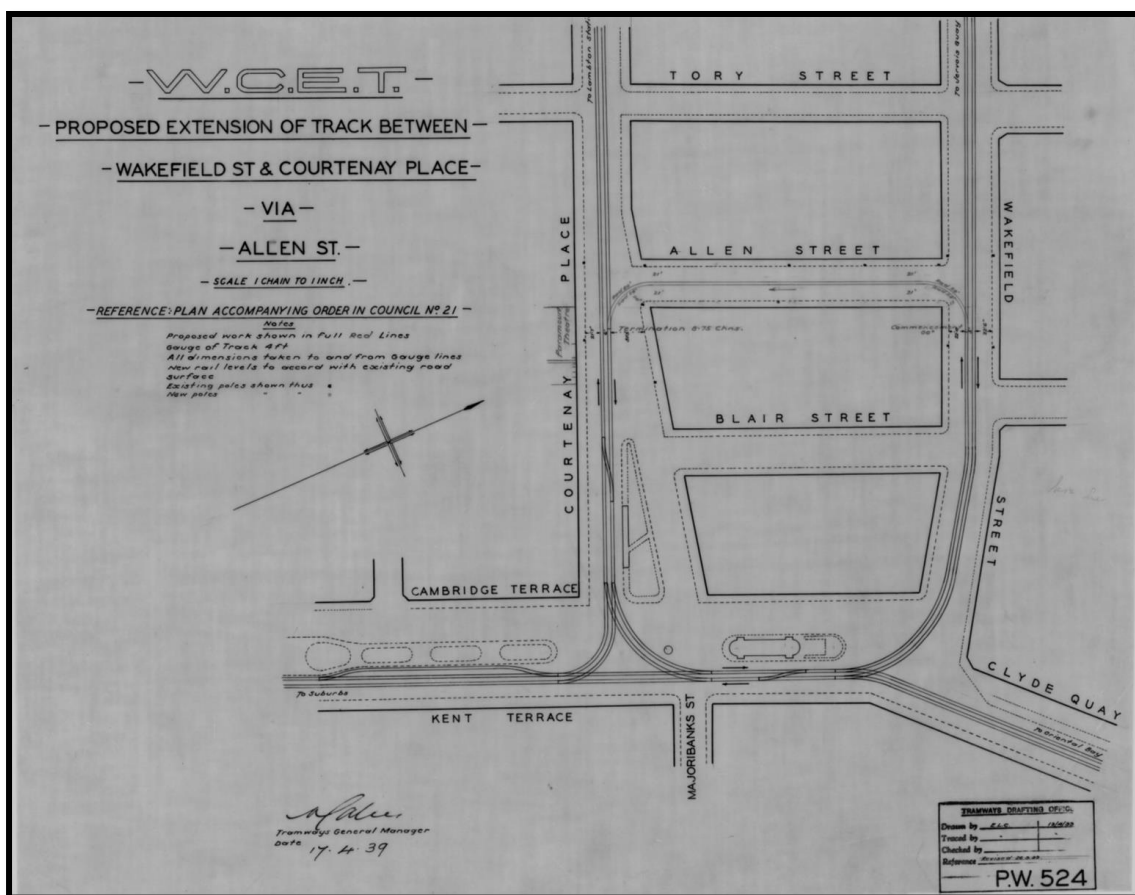 - W.C.E.T. -
- PROPOSED EXTENSION OF TRACK BETWEEN -
- WAKEFIELD ST & COURTENAY PLACE -
- VIA -
- ALLEN ST. -
- SCALE 1 CHAIN TO 1 INCH. -
- REFERENCE: PLAN ACCOMPANYING ORDER IN COUNCIL Nº 21 -
Notes
Proposed work shown in Full Red Lines
Gauge of Track 4ft
All dimensions taken to and from Gauge lines
New rail levels to accord with existing road
surface
Existing poles shown thus
New poles " - "
TORY STREET
ALLEN STREET
BLAIR STREET
COURTENAY PLACE
WAKEFIELD STREET
Paramount
Theatre
Termination 5·75 Chns.
CAMBRIDGE TERRACE
To Suburbs
KENT TERRACE
MAJORIBANKS ST
CLYDE QUAY
To Oriental Bay
Tramways General Manager
Date 17·4·39
TRAMWAYS DRAFTING OFFICE.
Drawn by E.L.C.
Traced by "
Checked by
Reference
P.W. 524